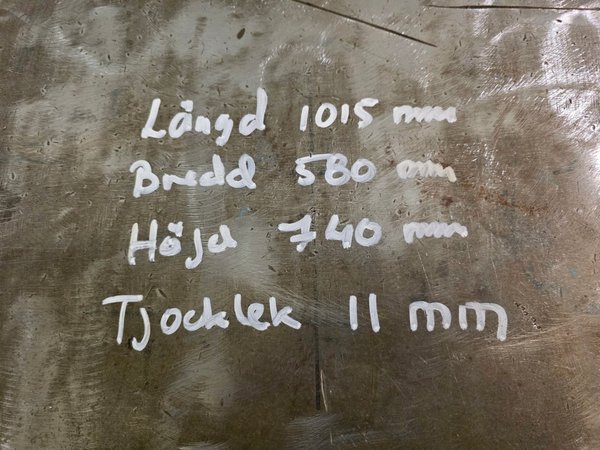 Längd 1015 mm
Bredd 580 mm
Höjd 740 mm
Tjocklek 11 mm